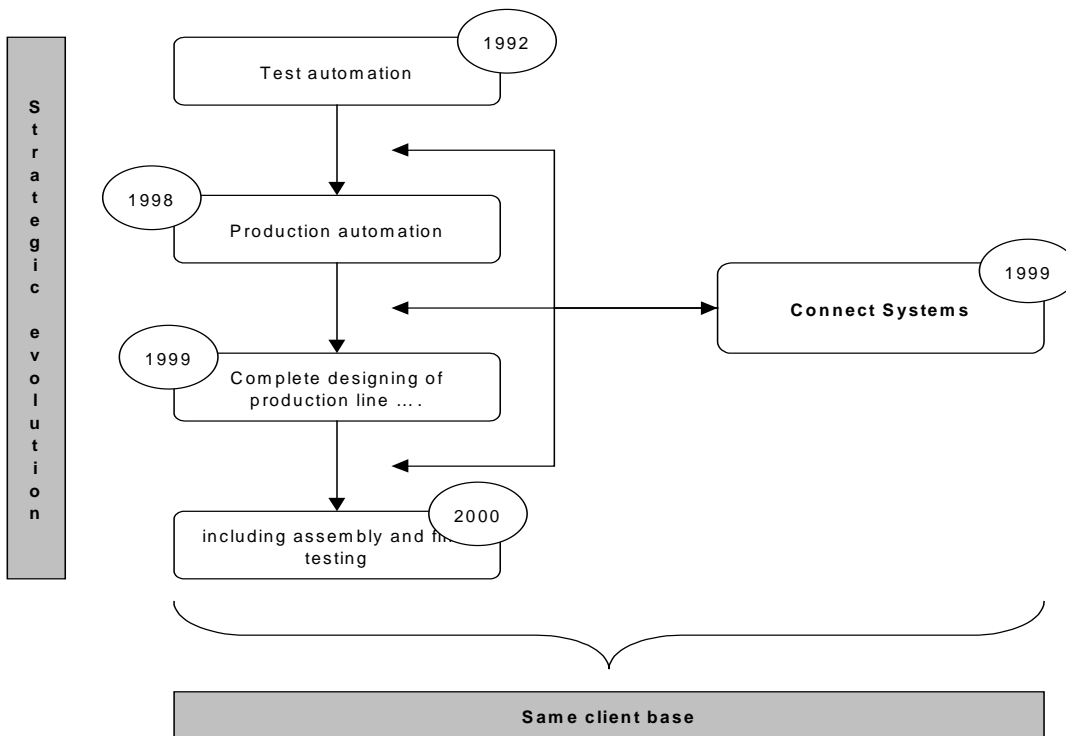 Strategic evolution
1992
Test automation
1998
Production automation
1999
Connect Systems
1999
Complete designing of
production line ....
2000
including assembly and
testing
Same client base